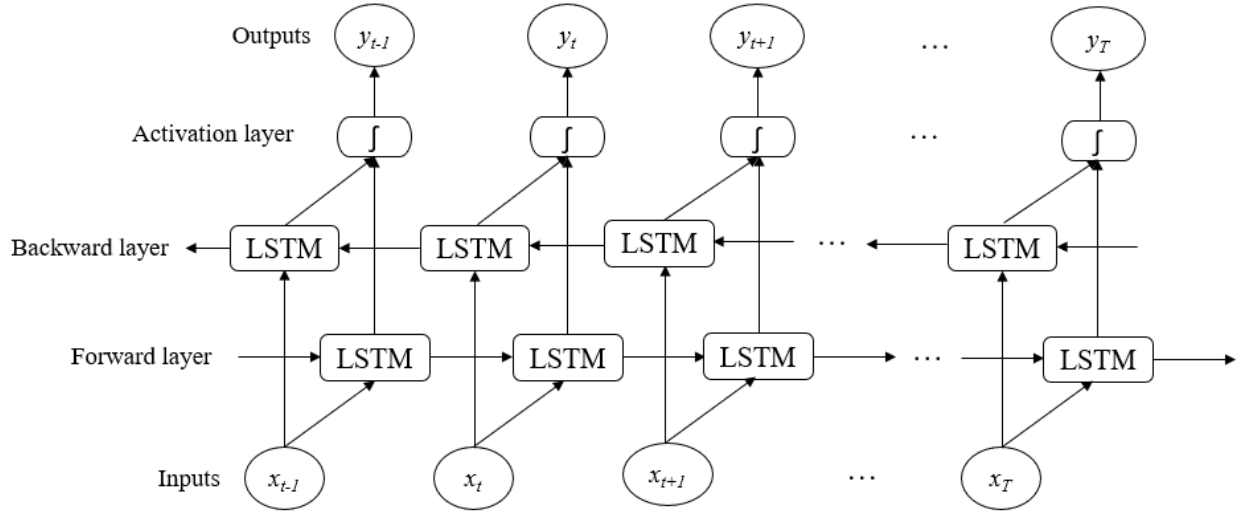 Outputs y_{t-1} y_t y_{t+1} … y_T
Activation layer ∫ ∫ ∫ … ∫
Backward layer LSTM LSTM LSTM … LSTM
Forward layer LSTM LSTM LSTM … LSTM
Inputs x_{t-1} x_t x_{t+1} … x_T